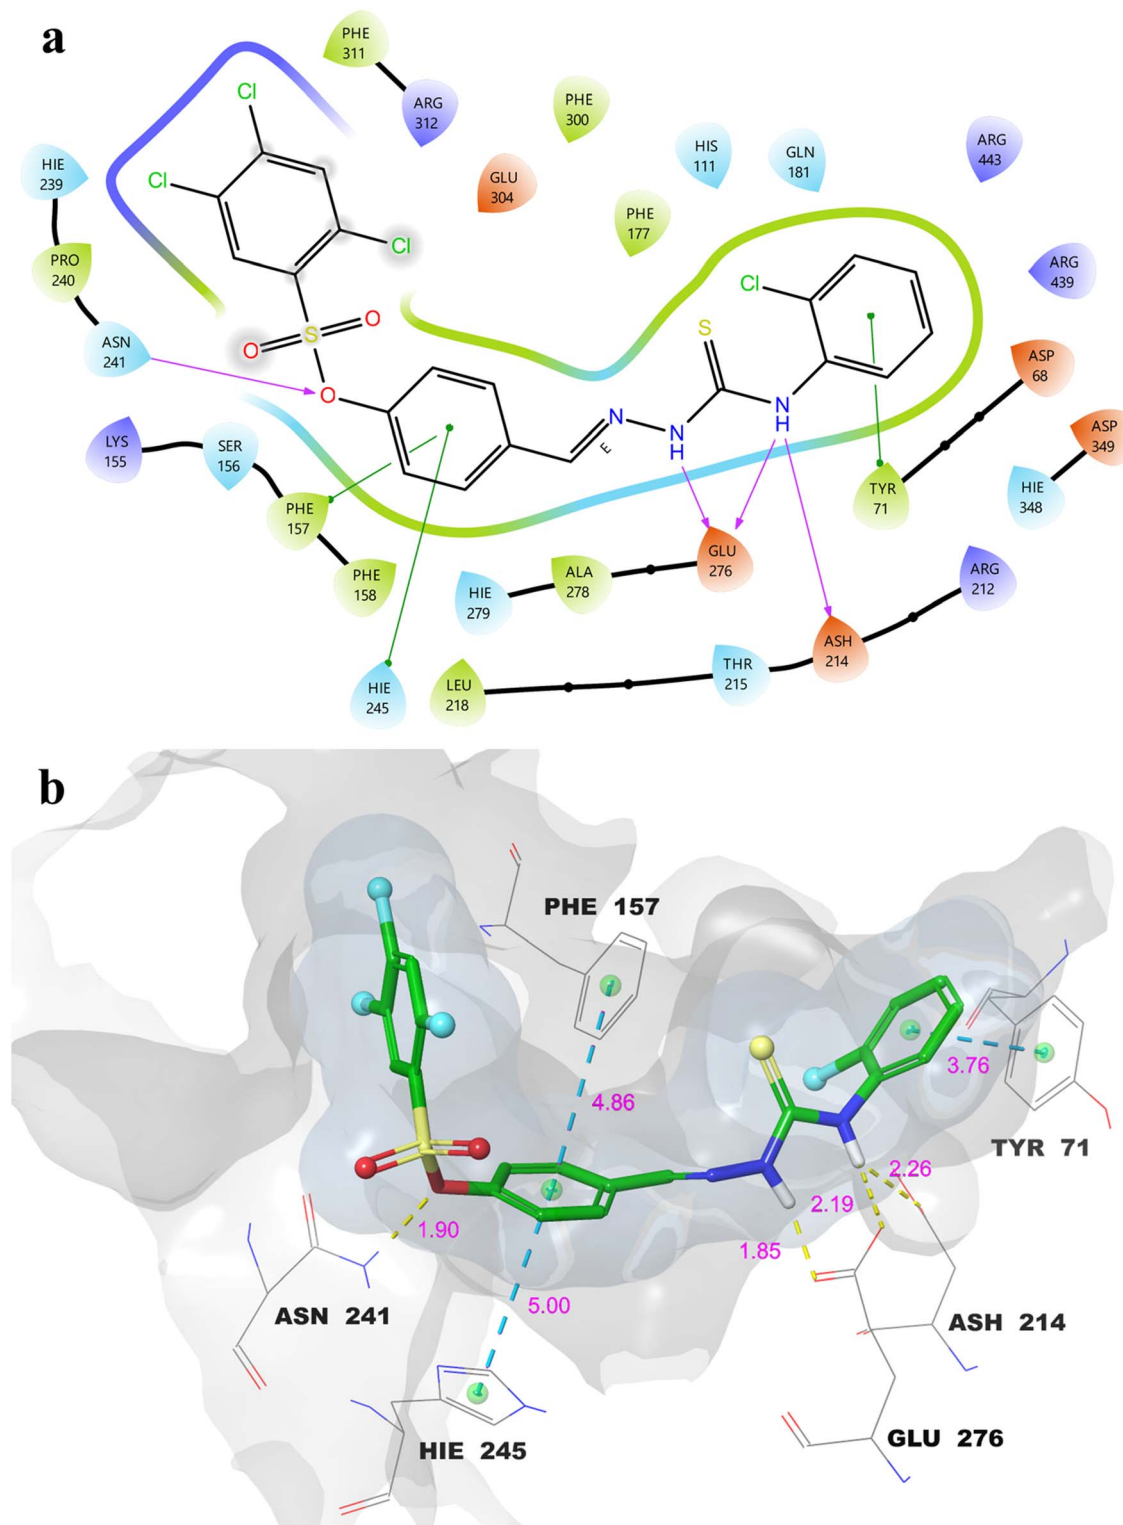 a
PHE
311
ARG
312
PHE
300
HIS
111
GLN
181
ARG
443
Cl
HIE
239
Cl
GLU
304
PHE
177
Cl
PRO
240
ARG
439
Cl
ASN
241
O
S
O
S
ASP
68
O
N
N
H
N
H
E
ASP
349
LYS
155
SER
156
TYR
71
HIE
348
PHE
157
GLU
276
ARG
212
PHE
158
HIE
279
ALA
278
ASH
214
HIE
245
LEU
218
THR
215
b
PHE 157
3.76
4.86
TYR 71
2.26
2.19
1.90
1.85
5.00
ASN 241
ASH 214
HIE 245
GLU 276